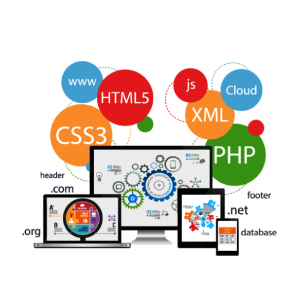 www
HTML5
js
Cloud
CSS3
XML
PHP
header
.com
footer
.net
.org
database